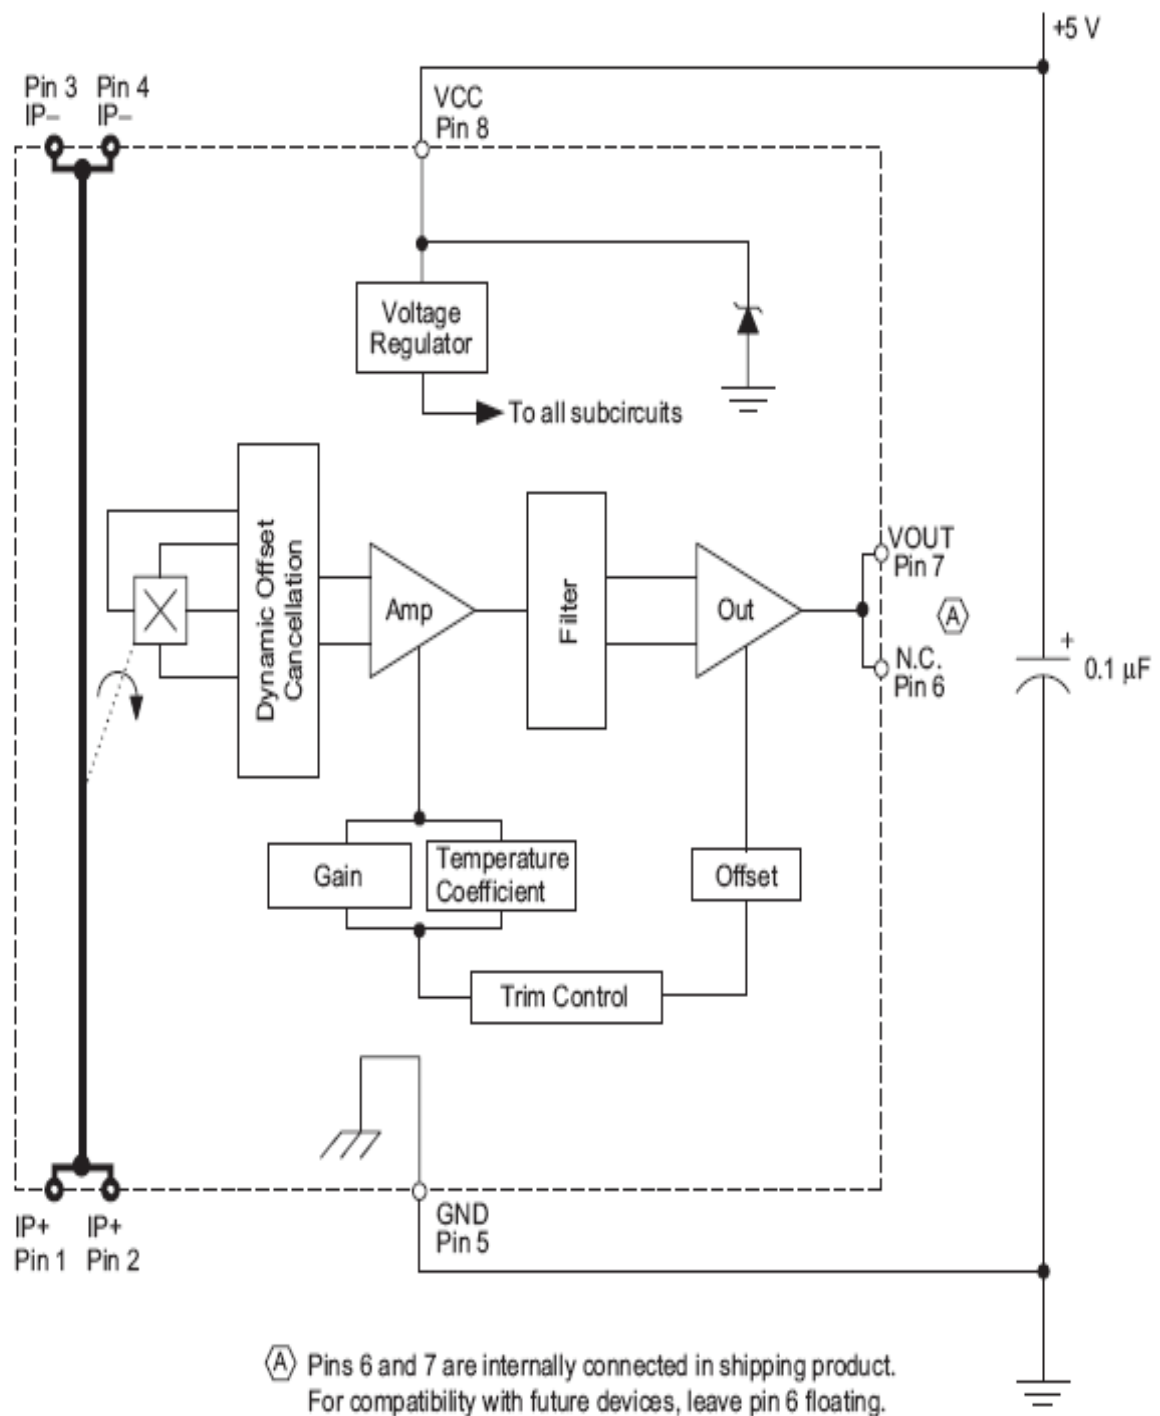 +5 V
Pin 3 Pin 4
IP– IP–
VCC
Pin 8
Voltage
Regulator
To all subcircuits
Dynamic Offset
Cancellation
Amp
Filter
Out
VOUT
Pin 7
A
N.C.
Pin 6
+
0.1 µF
Gain
Temperature
Coefficient
Offset
Trim Control
IP+ IP+
Pin 1 Pin 2
GND
Pin 5
A Pins 6 and 7 are internally connected in shipping product.
For compatibility with future devices, leave pin 6 floating.